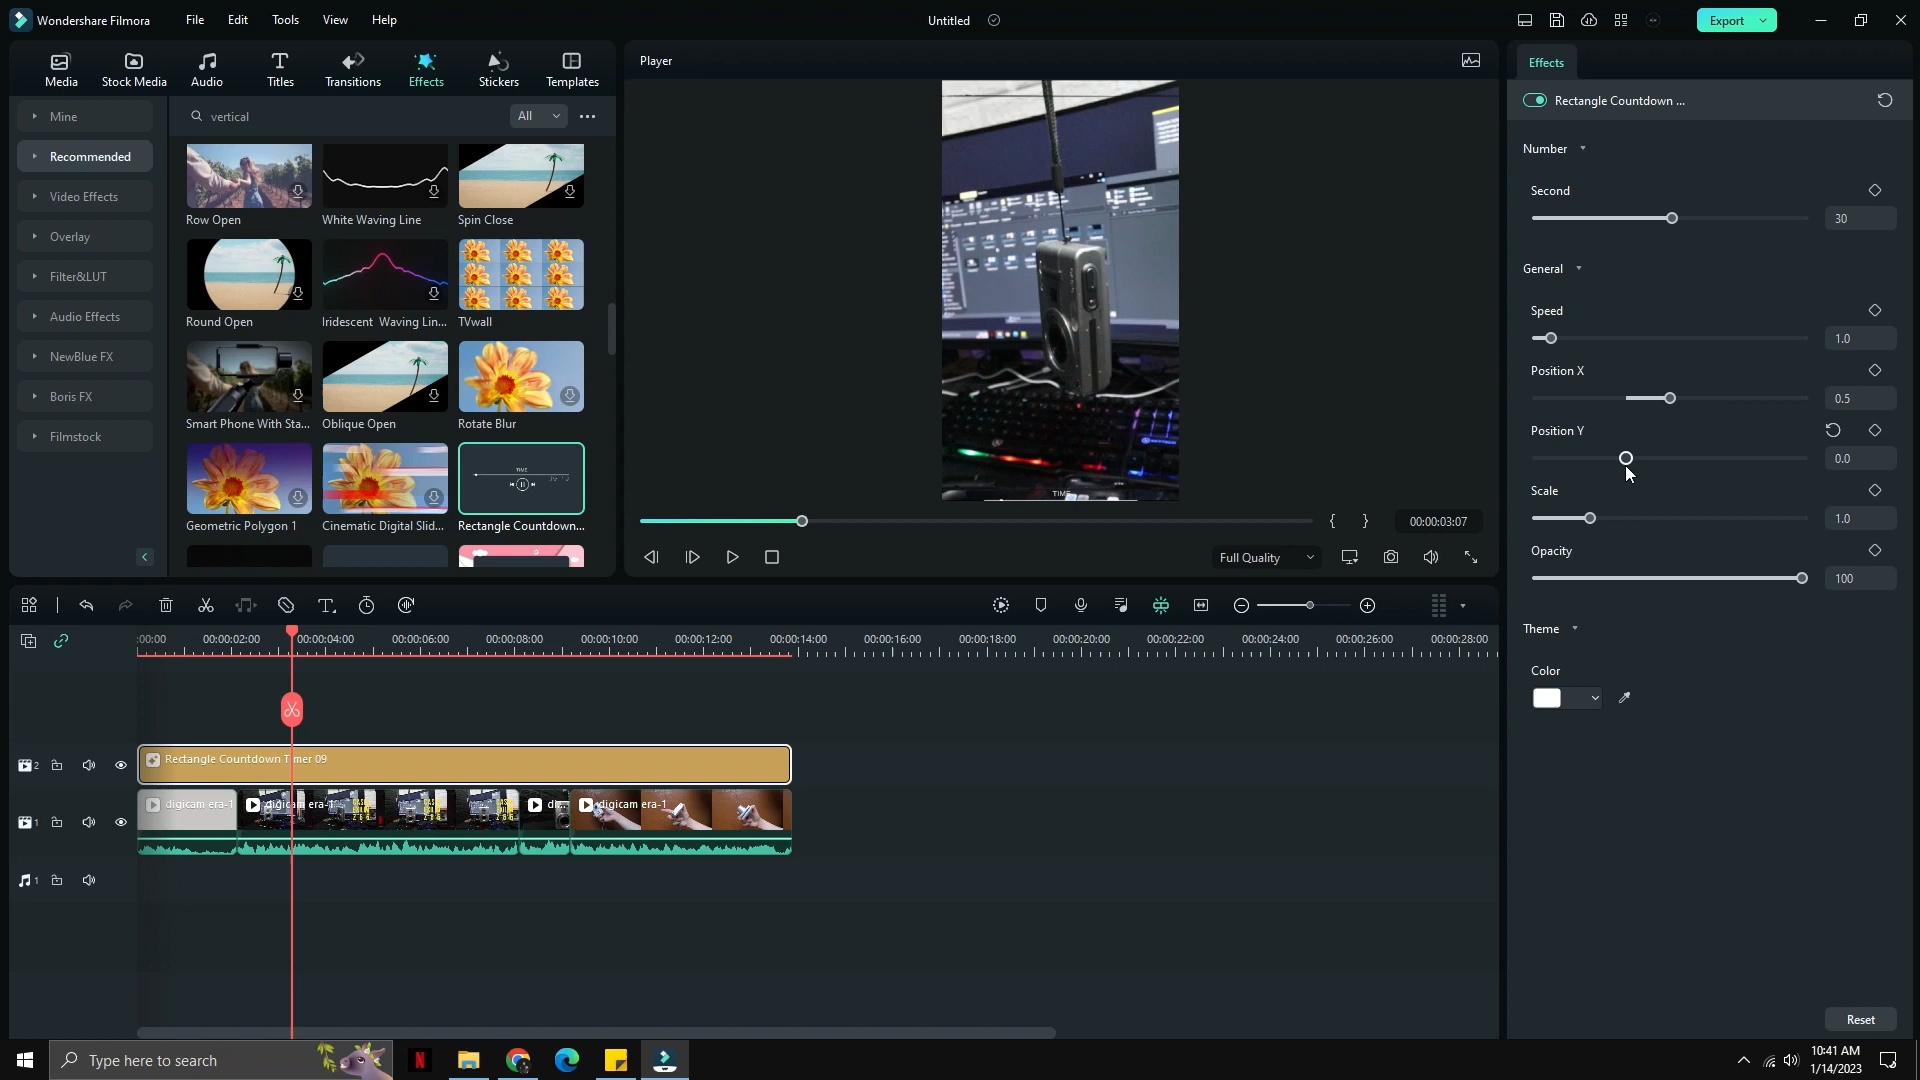 Wondershare Filmora File Edit Tools View Help Untitled Export
Media Stock Media Audio Titles Transitions Effects Stickers Templates
Player
Effects
Mine
Recommended
Video Effects
Overlay
Filter&LUT
Audio Effects
NewBlue FX
Boris FX
Filmstock
vertical All
Row Open White Waving Line Spin Close
Round Open Iridescent Waving Lin... TVwall
Smart Phone With Sta... Oblique Open Rotate Blur
TIME
Geometric Polygon 1 Cinematic Digital Slid... Rectangle Countdown...
TIME
00:00:03:07
Full Quality
Rectangle Countdown ...
Number
Second
30
General
Speed
1.0
Position X
0.5
Position Y
0.0
Scale
1.0
Opacity
100
Theme
Color
Reset
:00:00 00:00:02:00 00:00:04:00 00:00:06:00 00:00:08:00 00:00:10:00 00:00:12:00 00:00:14:00 00:00:16:00 00:00:18:00 00:00:20:00 00:00:22:00 00:00:24:00 00:00:26:00 00:00:28:00
2 Rectangle Countdown Timer 09
1 digicam era-1 digicam era-1 di... digicam era-1
1
Type here to search
10:41 AM
1/14/2023